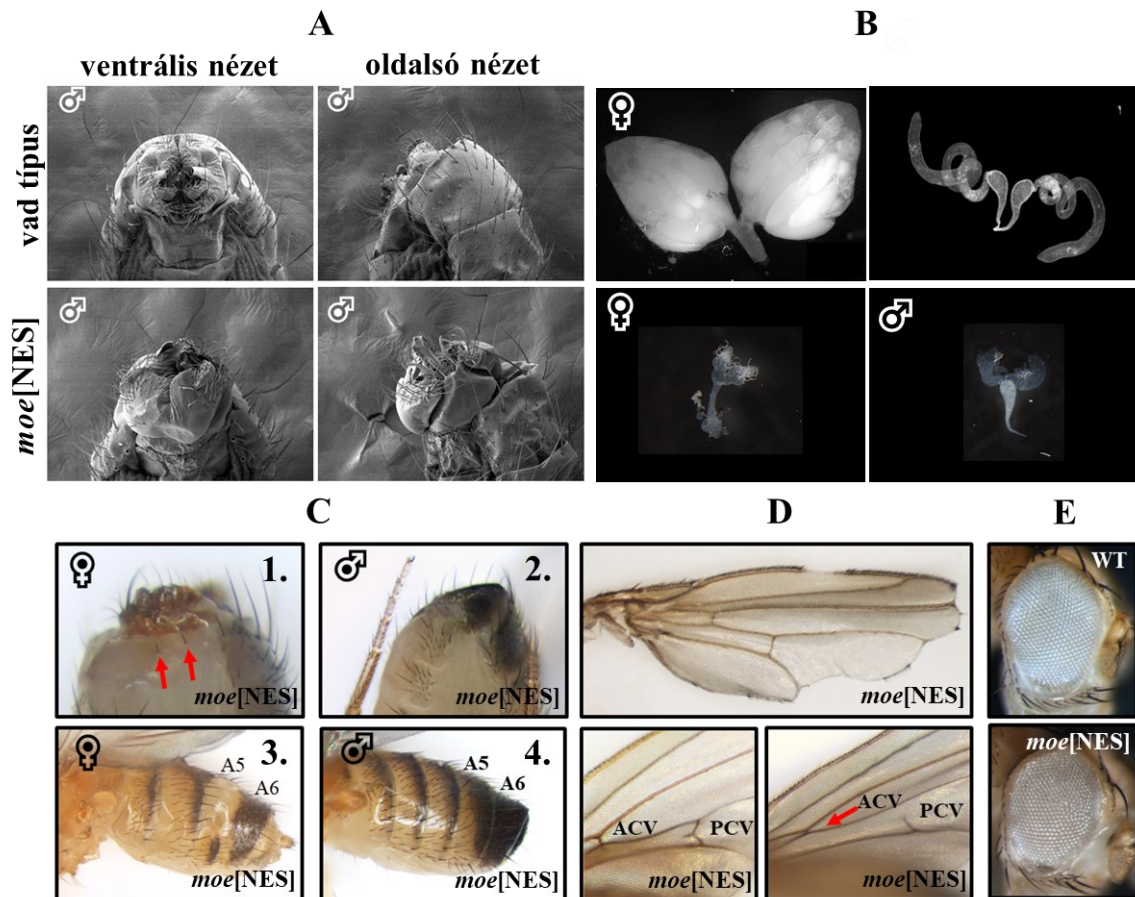 A
B
ventrális nézet
oldalsó nézet
vad típus
moe[NES]
C
D
E
1.
moe[NES]
2.
moe[NES]
moe[NES]
WT
3.
A5
A6
moe[NES]
4.
A5
A6
moe[NES]
ACV
PCV
moe[NES]
ACV
PCV
moe[NES]
moe[NES]